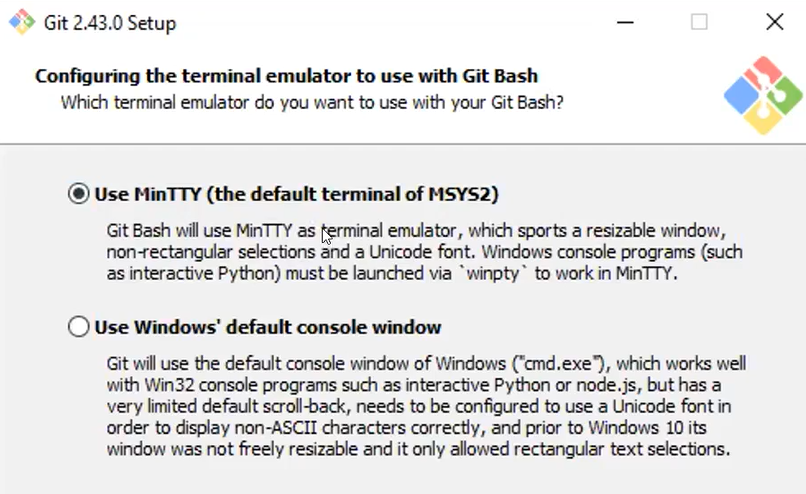 Git 2.43.0 Setup
Configuring the terminal emulator to use with Git Bash
Which terminal emulator do you want to use with your Git Bash?
Use MinTTY (the default terminal of MSYS2)
Git Bash will use MinTTY as terminal emulator, which sports a resizable window,
non-rectangular selections and a Unicode font. Windows console programs (such
as interactive Python) must be launched via `winpty` to work in MinTTY.
Use Windows' default console window
Git will use the default console window of Windows ("cmd.exe"), which works well
with Win32 console programs such as interactive Python or node.js, but has a
very limited default scroll-back, needs to be configured to use a Unicode font in
order to display non-ASCII characters correctly, and prior to Windows 10 its
window was not freely resizable and it only allowed rectangular text selections.